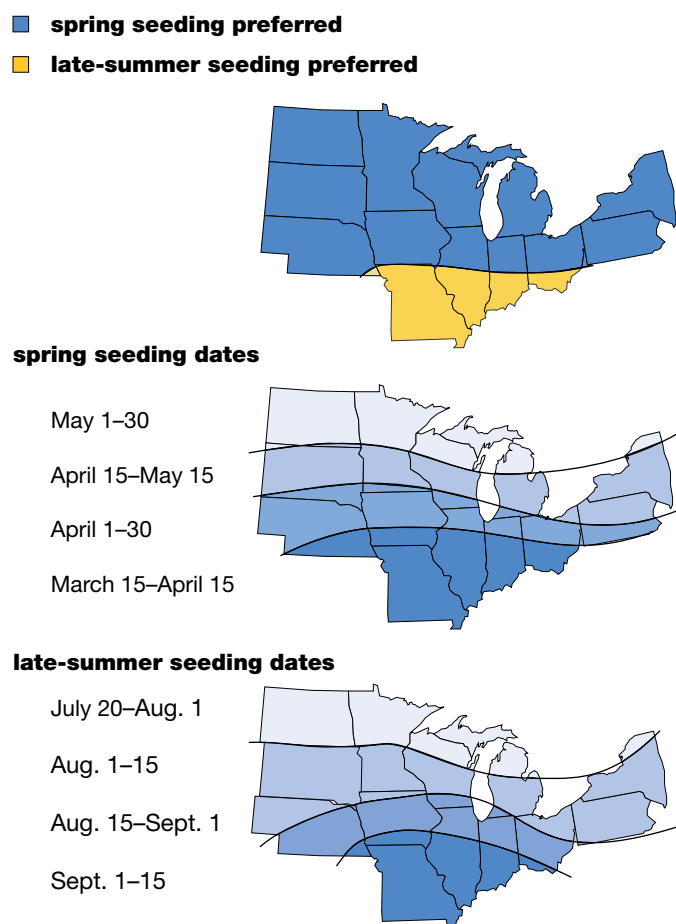 spring seeding preferred
late-summer seeding preferred
spring seeding dates
May 1–30
April 15–May 15
April 1–30
March 15–April 15
late-summer seeding dates
July 20–Aug. 1
Aug. 1–15
Aug. 15–Sept. 1
Sept. 1–15